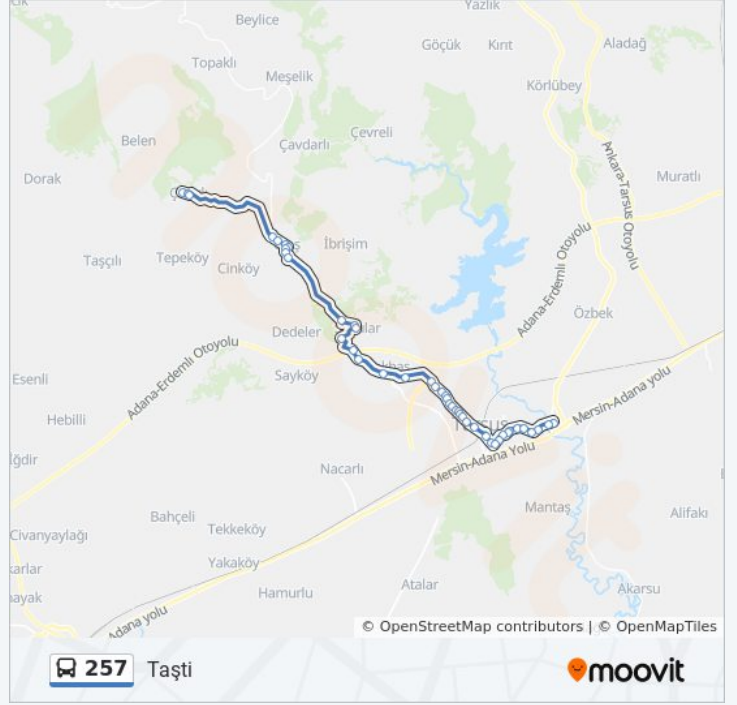 Yazlık
Beylice
Göçük
Kırıt
Aladağ
Topaklı
Meşelik
Körlübey
Çevreli
Belen
Çavdarlı
Ankara-Tarsus Otoyolu
Dorak
Muratlı
İbrişim
Taşçılı
Tepeköy
Cinköy
Adana-Erdemli Otoyolu
Özbek
Dedeler
Adana-Erdemli Otoyolu
Sayköy
Esenli
Mersin-Adana yolu
Hebilli
Mersin-Adana Yolu
Nacarlı
Mantaş
Bahçeli
Alifakı
Tekkeköy
Civanyaylağı
Yakaköy
Atalar
Akarsu
Hamurlu
Adana yolu
© OpenStreetMap contributors | © OpenMapTiles
257 Taşti
moovit